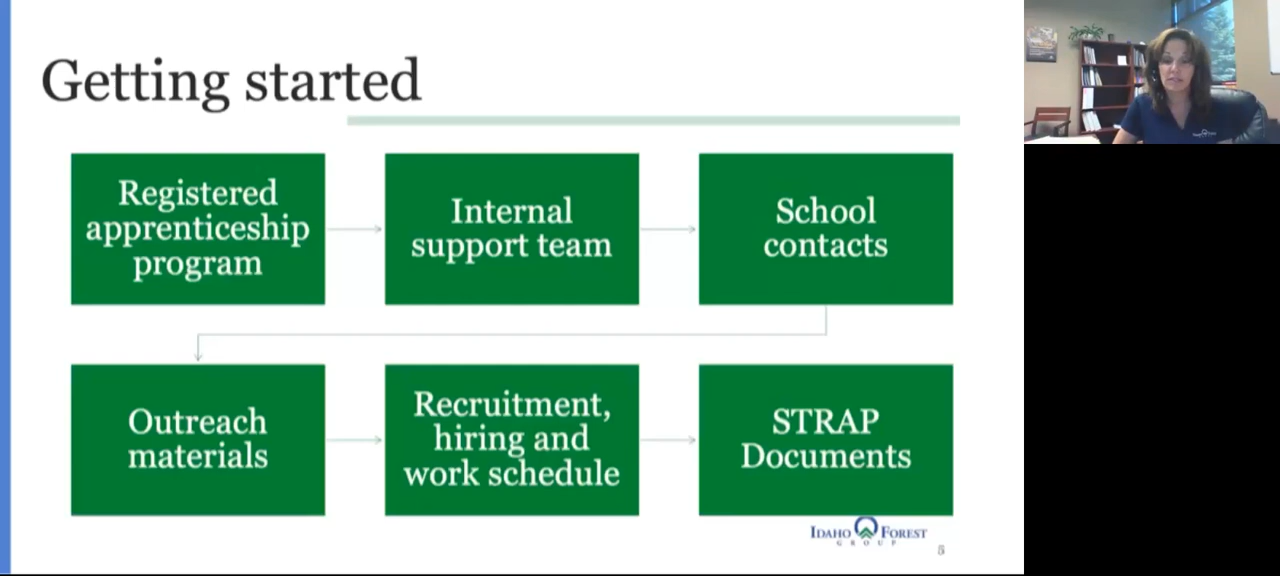 Getting started
Registered
apprenticeship
program
Internal
support team
School
contacts
Outreach
materials
Recruitment,
hiring and
work schedule
STRAP
Documents
IDAHO FOREST
GROUP
5